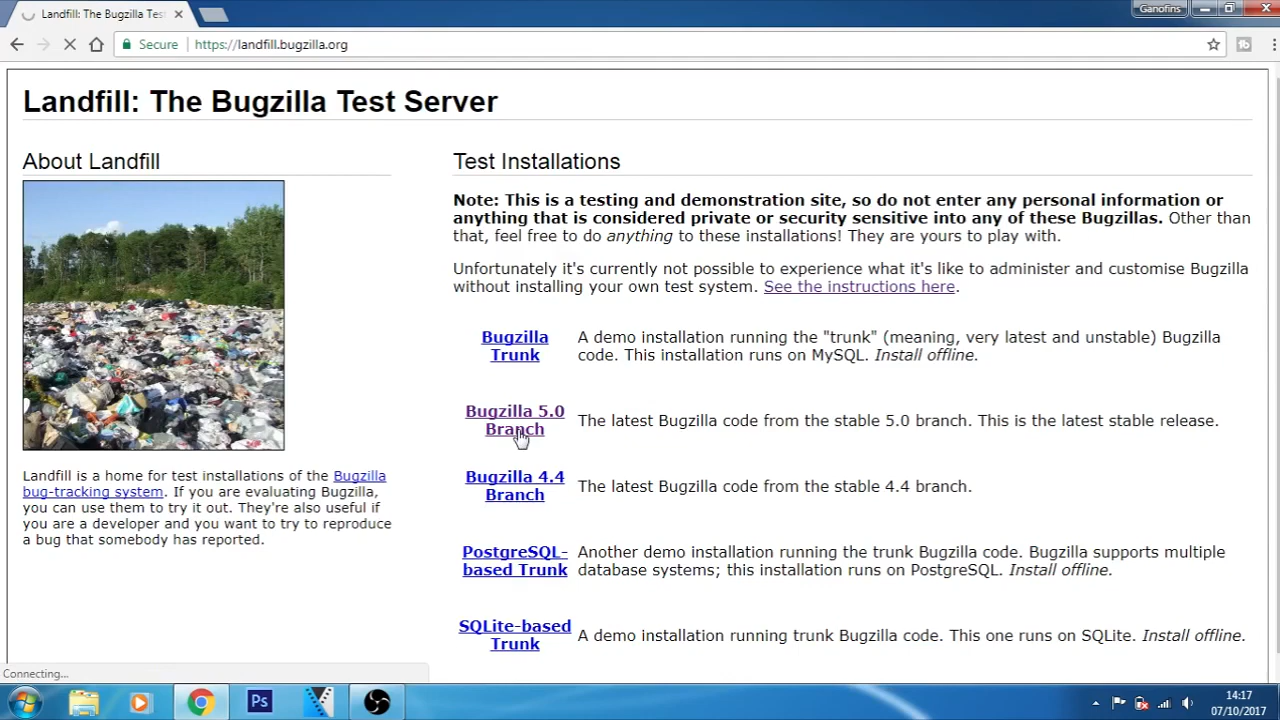 Landfill: The Bugzilla Tes
Ganofins
Secure
https://landfill.bugzilla.org
Landfill: The Bugzilla Test Server
About Landfill
Landfill is a home for test installations of the Bugzilla
bug-tracking system. If you are evaluating Bugzilla,
you can use them to try it out. They're also useful if
you are a developer and you want to try to reproduce
a bug that somebody has reported.
Test Installations
Note: This is a testing and demonstration site, so do not enter any personal information or
anything that is considered private or security sensitive into any of these Bugzillas. Other than
that, feel free to do anything to these installations! They are yours to play with.
Unfortunately it's currently not possible to experience what it's like to administer and customise Bugzilla
without installing your own test system. See the instructions here.
Bugzilla
Trunk
A demo installation running the "trunk" (meaning, very latest and unstable) Bugzilla
code. This installation runs on MySQL. Install offline.
Bugzilla 5.0
Branch
The latest Bugzilla code from the stable 5.0 branch. This is the latest stable release.
Bugzilla 4.4
Branch
The latest Bugzilla code from the stable 4.4 branch.
PostgreSQL-
based Trunk
Another demo installation running the trunk Bugzilla code. Bugzilla supports multiple
database systems; this installation runs on PostgreSQL. Install offline.
SQLite-based
Trunk
A demo installation running trunk Bugzilla code. This one runs on SQLite. Install offline.
Connecting...
Ps
14:17
07/10/2017